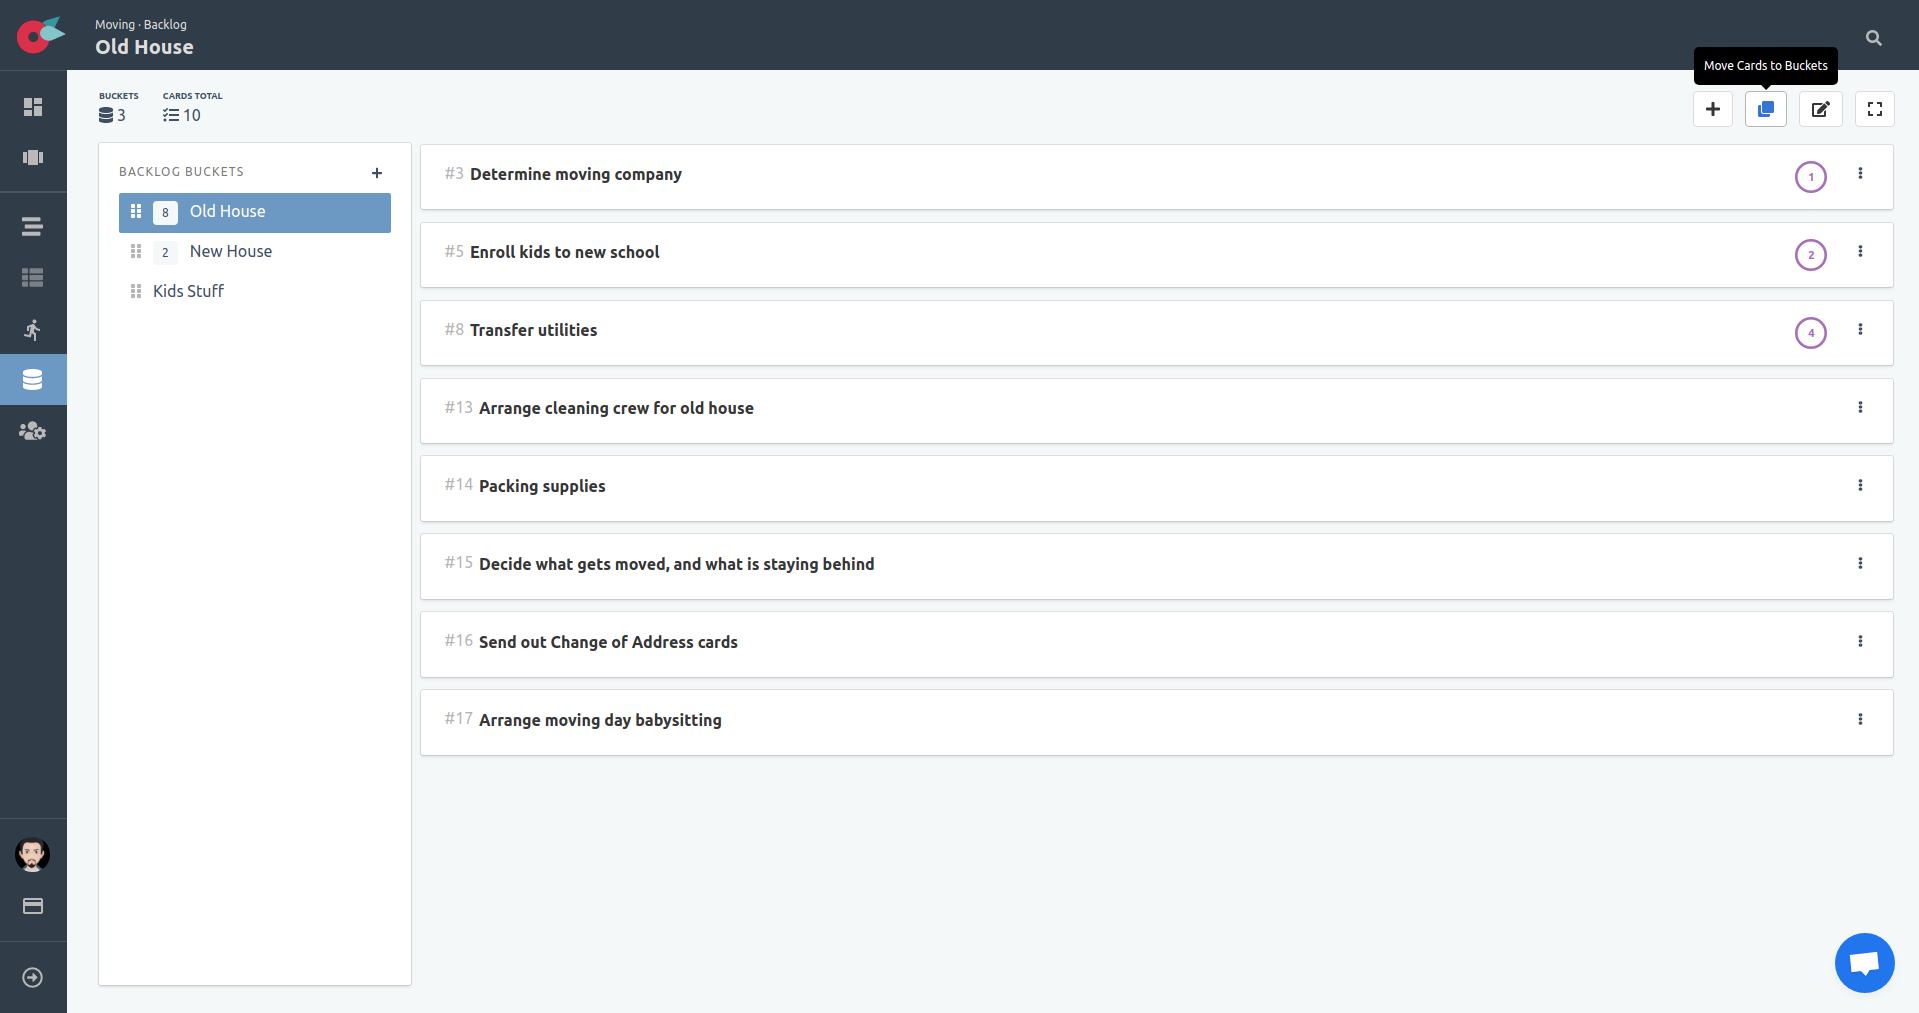 Moving · Backlog
Old House
Move Cards to Buckets
BUCKETS
3
CARDS TOTAL
10
BACKLOG BUCKETS
8 Old House
2 New House
Kids Stuff
#3 Determine moving company
1
#5 Enroll kids to new school
2
#8 Transfer utilities
4
#13 Arrange cleaning crew for old house
#14 Packing supplies
#15 Decide what gets moved, and what is staying behind
#16 Send out Change of Address cards
#17 Arrange moving day babysitting